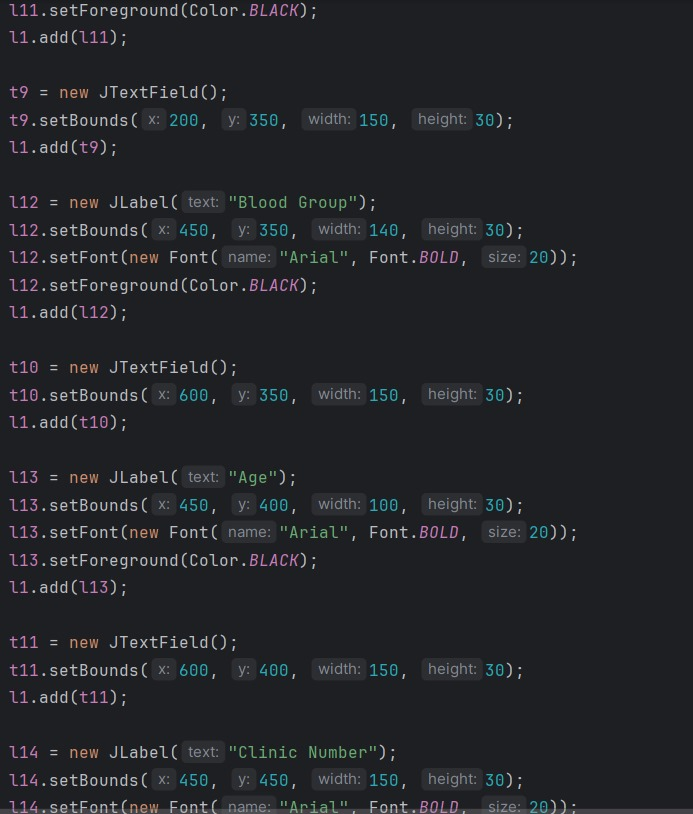 l11.setForeground(Color.BLACK);
l1.add(l11);
t9 = new JTextField();
t9.setBounds( x: 200, y: 350, width: 150, height: 30);
l1.add(t9);
l12 = new JLabel( text: "Blood Group");
l12.setBounds( x: 450, y: 350, width: 140, height: 30);
l12.setFont(new Font( name: "Arial", Font.BOLD, size: 20));
l12.setForeground(Color.BLACK);
l1.add(l12);
t10 = new JTextField();
t10.setBounds( x: 600, y: 350, width: 150, height: 30);
l1.add(t10);
l13 = new JLabel( text: "Age");
l13.setBounds( x: 450, y: 400, width: 100, height: 30);
l13.setFont(new Font( name: "Arial", Font.BOLD, size: 20));
l13.setForeground(Color.BLACK);
l1.add(l13);
t11 = new JTextField();
t11.setBounds( x: 600, y: 400, width: 150, height: 30);
l1.add(t11);
l14 = new JLabel( text: "Clinic Number");
l14.setBounds( x: 450, y: 450, width: 150, height: 30);
l14.setFont(new Font( name: "Arial", Font.BOLD, size: 20));